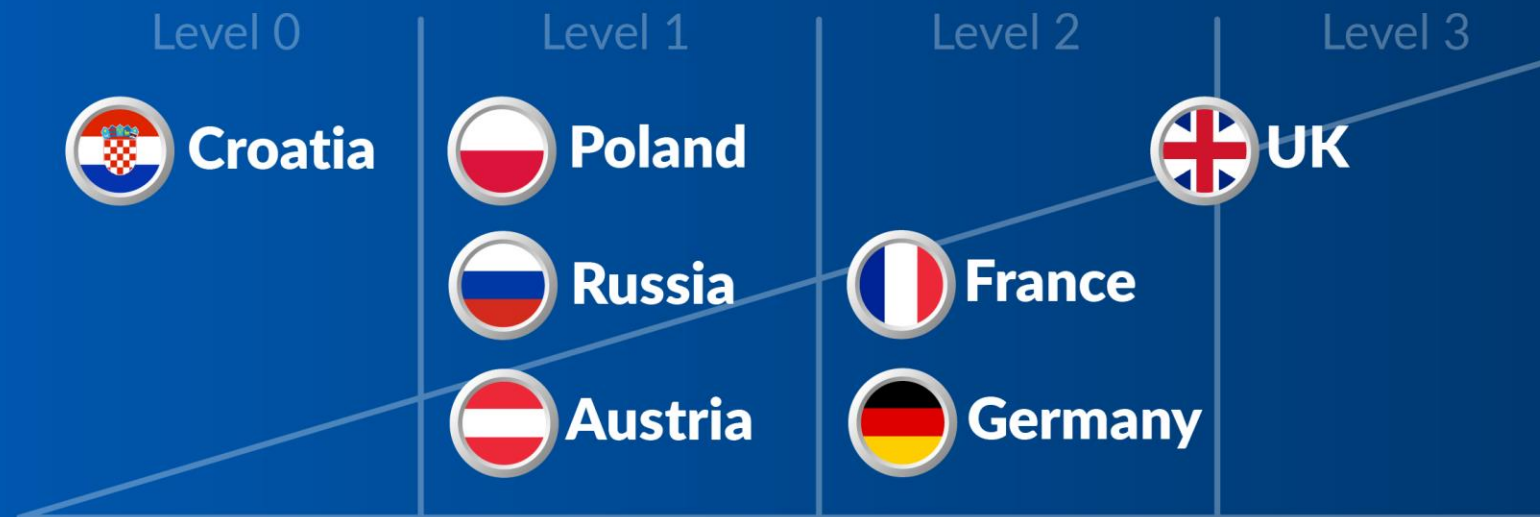 Level 0
Level 1
Level 2
Level 3
Croatia
Poland
UK
Russia
France
Austria
Germany